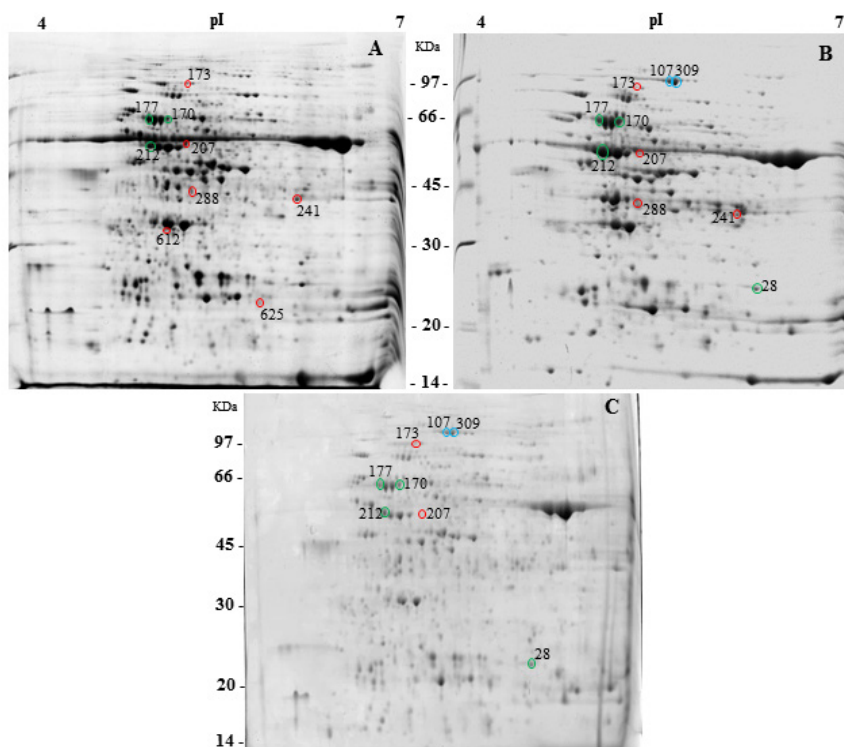 4 pI 7 4 pI 7
KDa
A
B
173
173 107 309
- 97 -
177 170
177 170
- 66 -
212 207
212 207
- 45 -
288 241
288 241
612
- 30 -
28
625
- 20 -
- 14 -
KDa
C
107 309
173
97 -
66 -
177 170
212 207
45 -
30 -
28
20 -
14 -